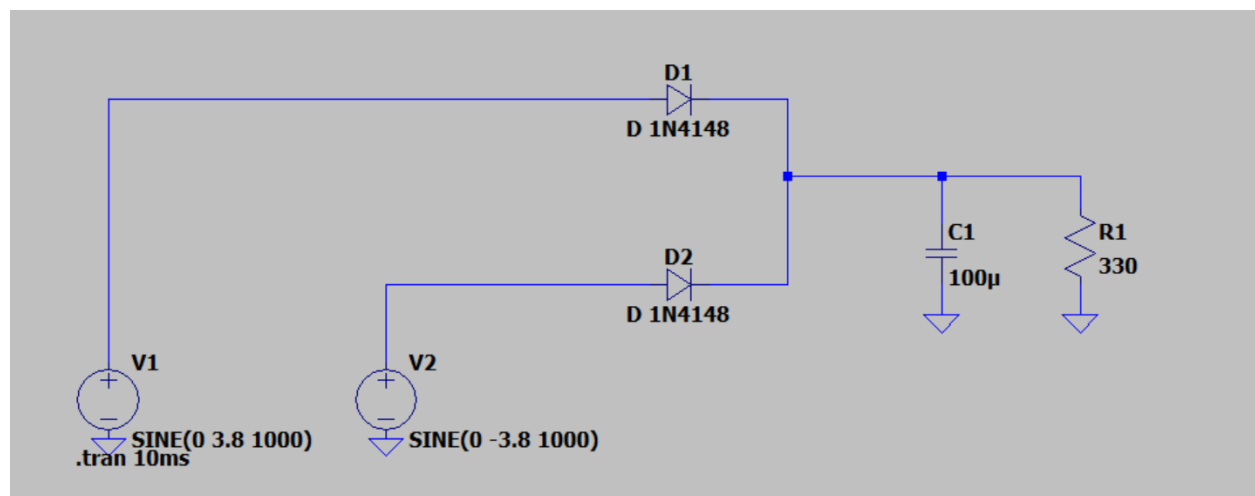 D1
D 1N4148
D2
D 1N4148
C1
100µ
R1
330
V1
SINE(0 3.8 1000)
.tran 10ms
V2
SINE(0 -3.8 1000)